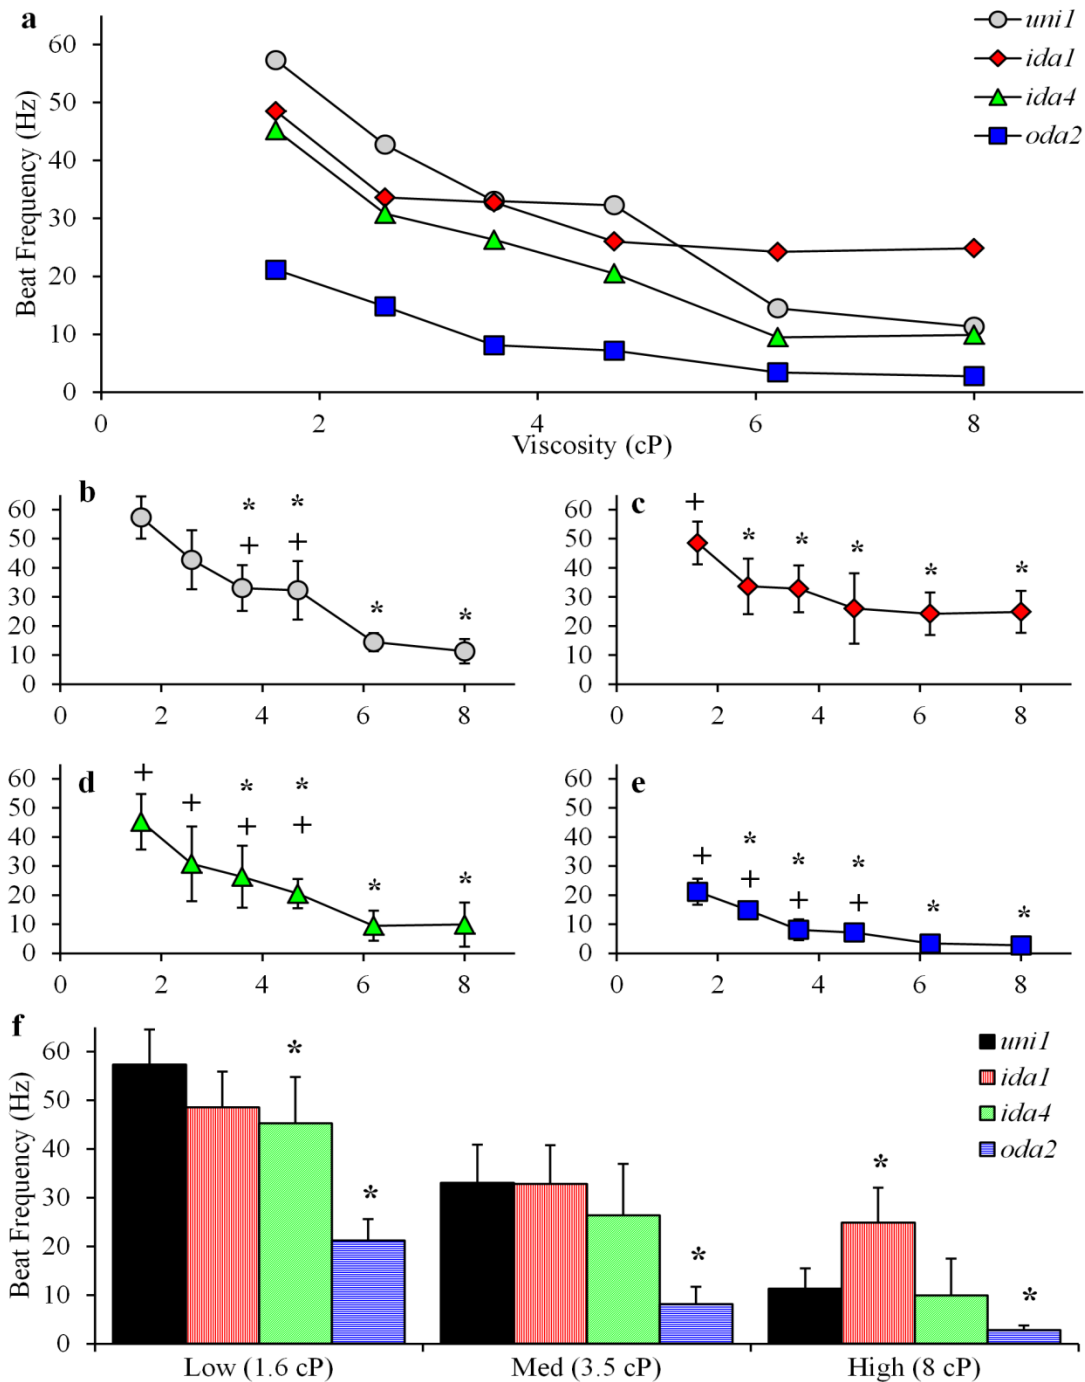 a
uni1
ida1
ida4
oda2
Beat Frequency (Hz)
60
50
40
30
20
10
0
0 2 4 6 8
Viscosity (cP)
b
60
50
40
30
20
10
0
* *
+ +
* *
0 2 4 6 8
c
60
50
40
30
20
10
0
+
* * * * *
0 2 4 6 8
d
60
50
40
30
20
10
0
+ + * *
+ +
* *
0 2 4 6 8
e
60
50
40
30
20
10
0
+ * * *
+ + +
* *
0 2 4 6 8
f
uni1
ida1
ida4
oda2
Beat Frequency (Hz)
60
50
40
30
20
10
0
* *
*
* *
Low (1.6 cP) Med (3.5 cP) High (8 cP)